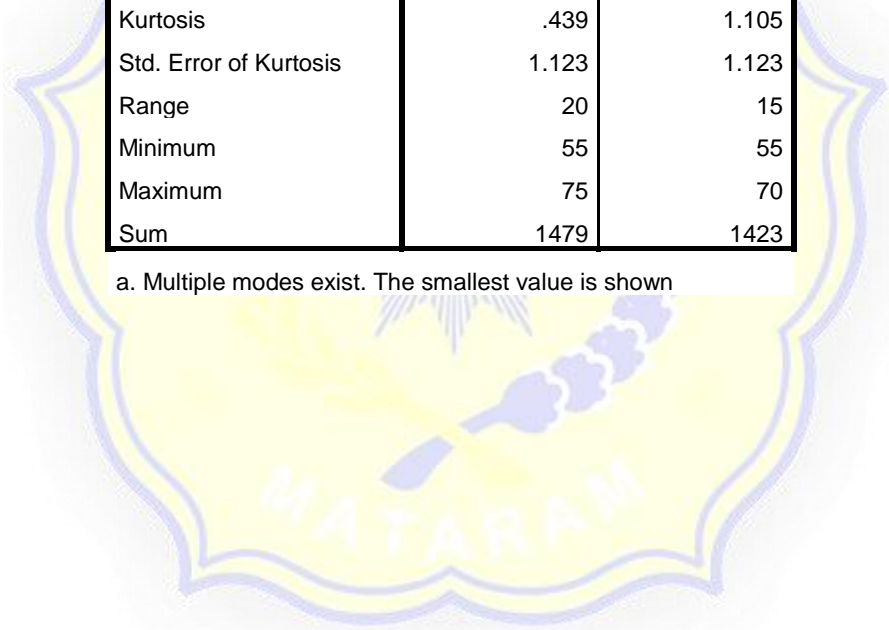 Kurtosis .439 1.105
Std. Error of Kurtosis 1.123 1.123
Range 20 15
Minimum 55 55
Maximum 75 70
Sum 1479 1423
a. Multiple modes exist. The smallest value is shown
MATARAM